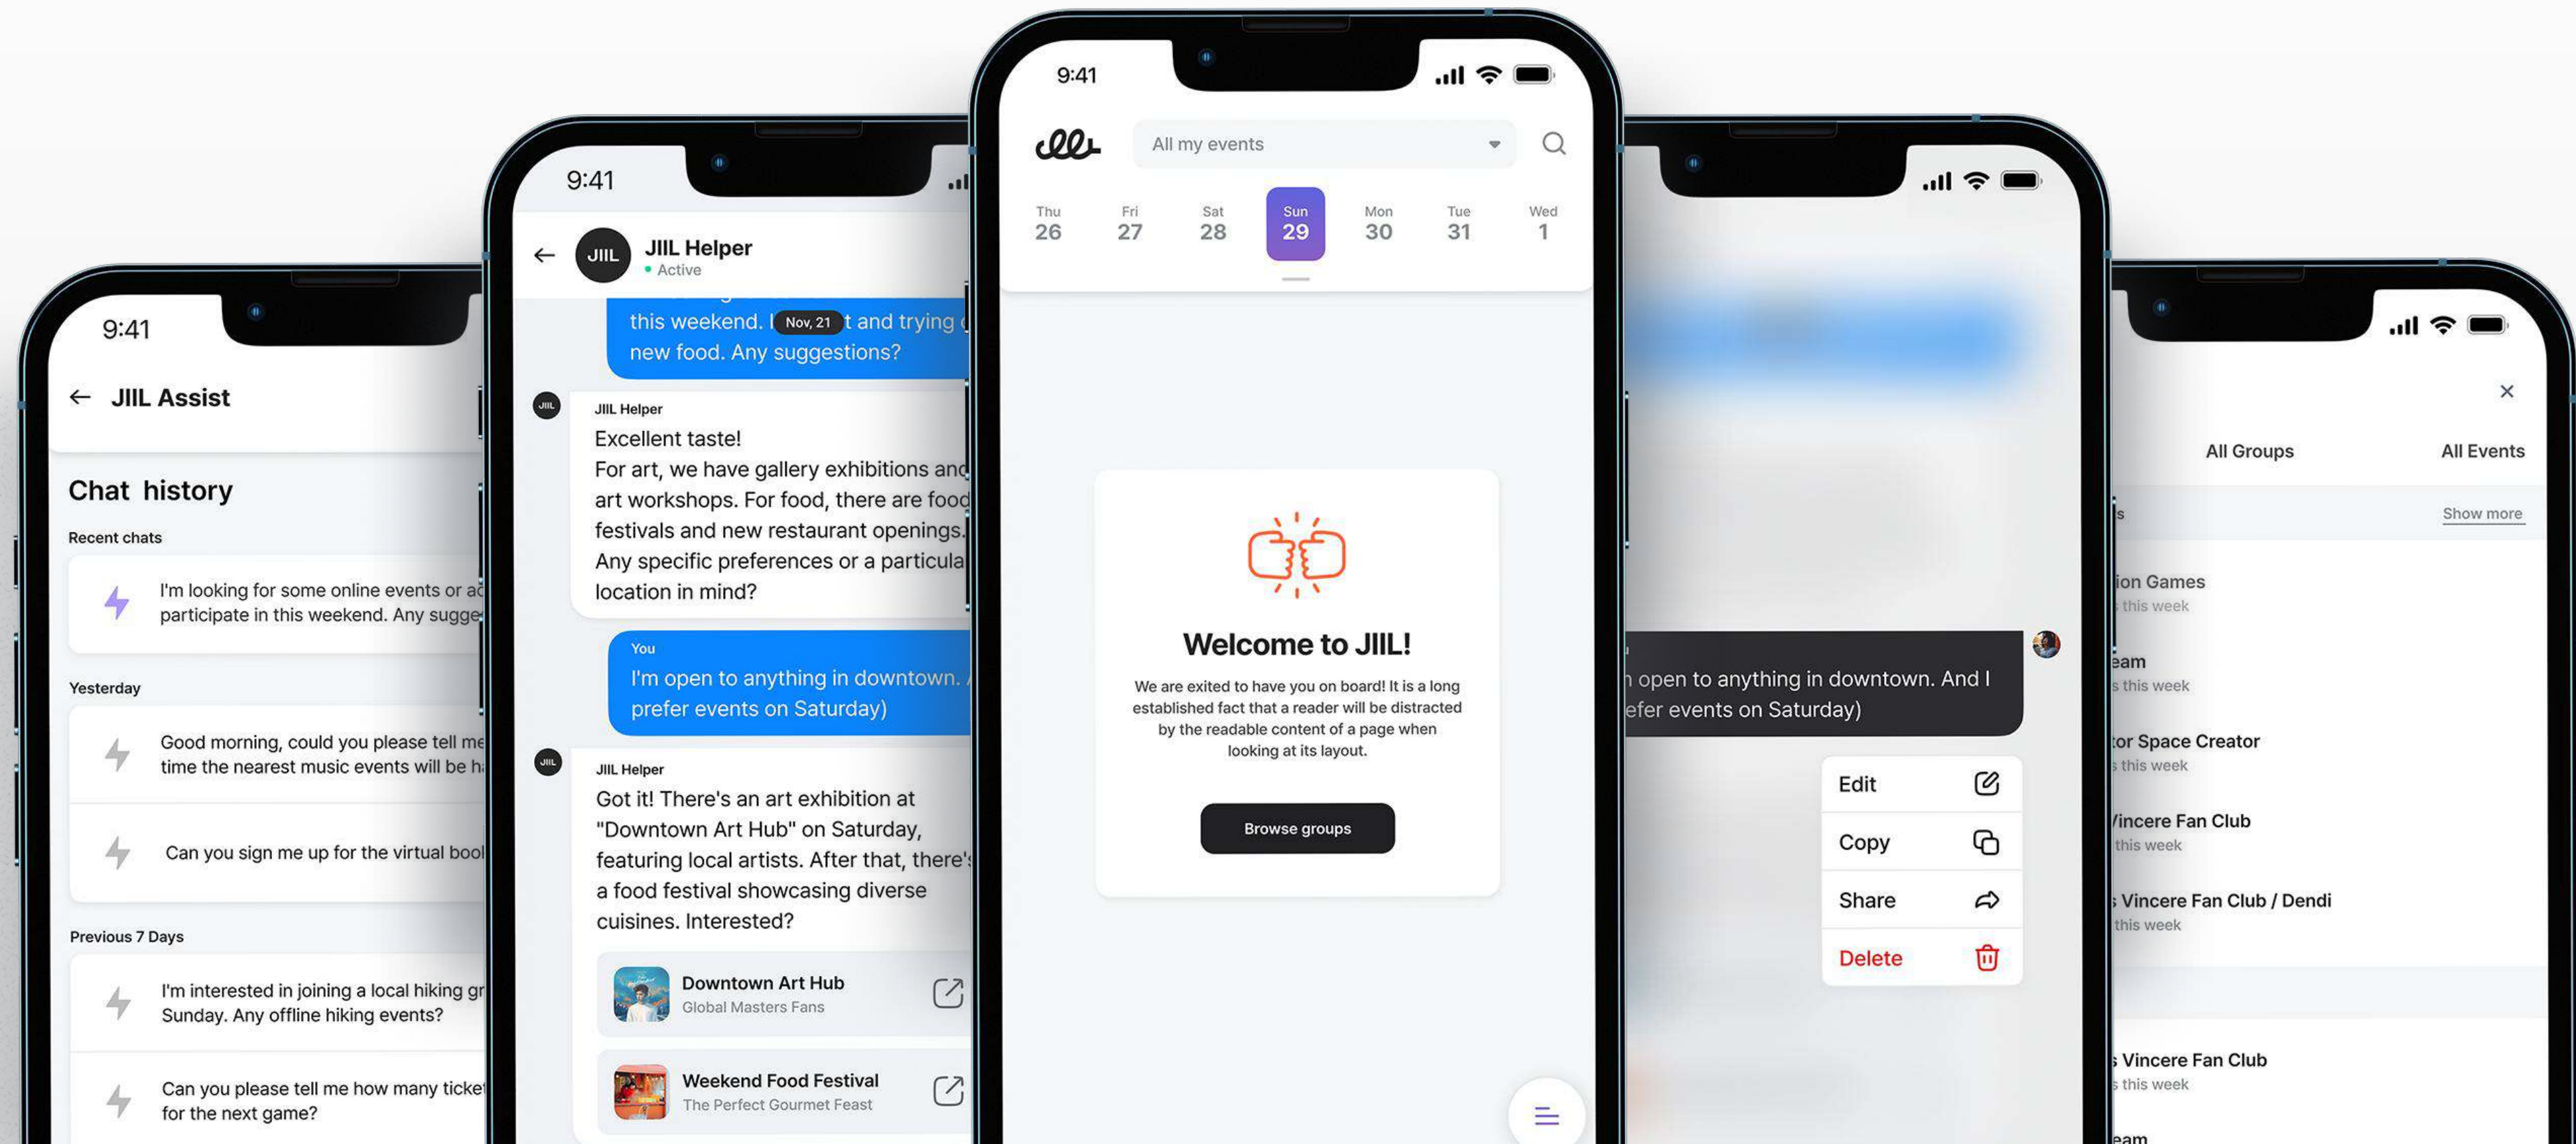 9:41
JIIL Assist
Chat history
Recent chats
I'm looking for some online events or
participate in this weekend. Any
Yesterday
Good morning, could you please tell me
time the nearest music events will be
Can you sign me up for the virtual
Previous 7 Days
I'm interested in joining a local hiking
Sunday. Any offline hiking events?
Can you please tell me how many
for the next game?
9:41
JIIL
JIIL Helper
Active
this weekend. I
Nov, 21
t and trying
new food. Any suggestions?
JIIL
JIIL Helper
Excellent taste!
For art, we have gallery exhibitions and
art workshops. For food, there are food
festivals and new restaurant openings.
Any specific preferences or a particula
location in mind?
You
I'm open to anything in downtown.
prefer events on Saturday)
JIIL
JIIL Helper
Got it! There's an art exhibition at
"Downtown Art Hub" on Saturday,
featuring local artists. After that, there's
a food festival showcasing diverse
cuisines. Interested?
Downtown Art Hub
Global Masters Fans
Weekend Food Festival
The Perfect Gourmet Feast
9:41
All my events
Thu Fri Sat Sun Mon Tue Wed
26 27 28 29 30 31 1
Welcome to JIIL!
We are exited to have you on board! It is a long
established fact that a reader will be distracted
by the readable content of a page when
looking at its layout.
Browse groups
open to anything in downtown. And I
efer events on Saturday)
Edit
Copy
Share
Delete
All Groups All Events
s Show more
ion Games
this week
eam
s this week
tor Space Creator
s this week
Vincere Fan Club
this week
s Vincere Fan Club / Dendi
this week
s Vincere Fan Club
s this week
eam